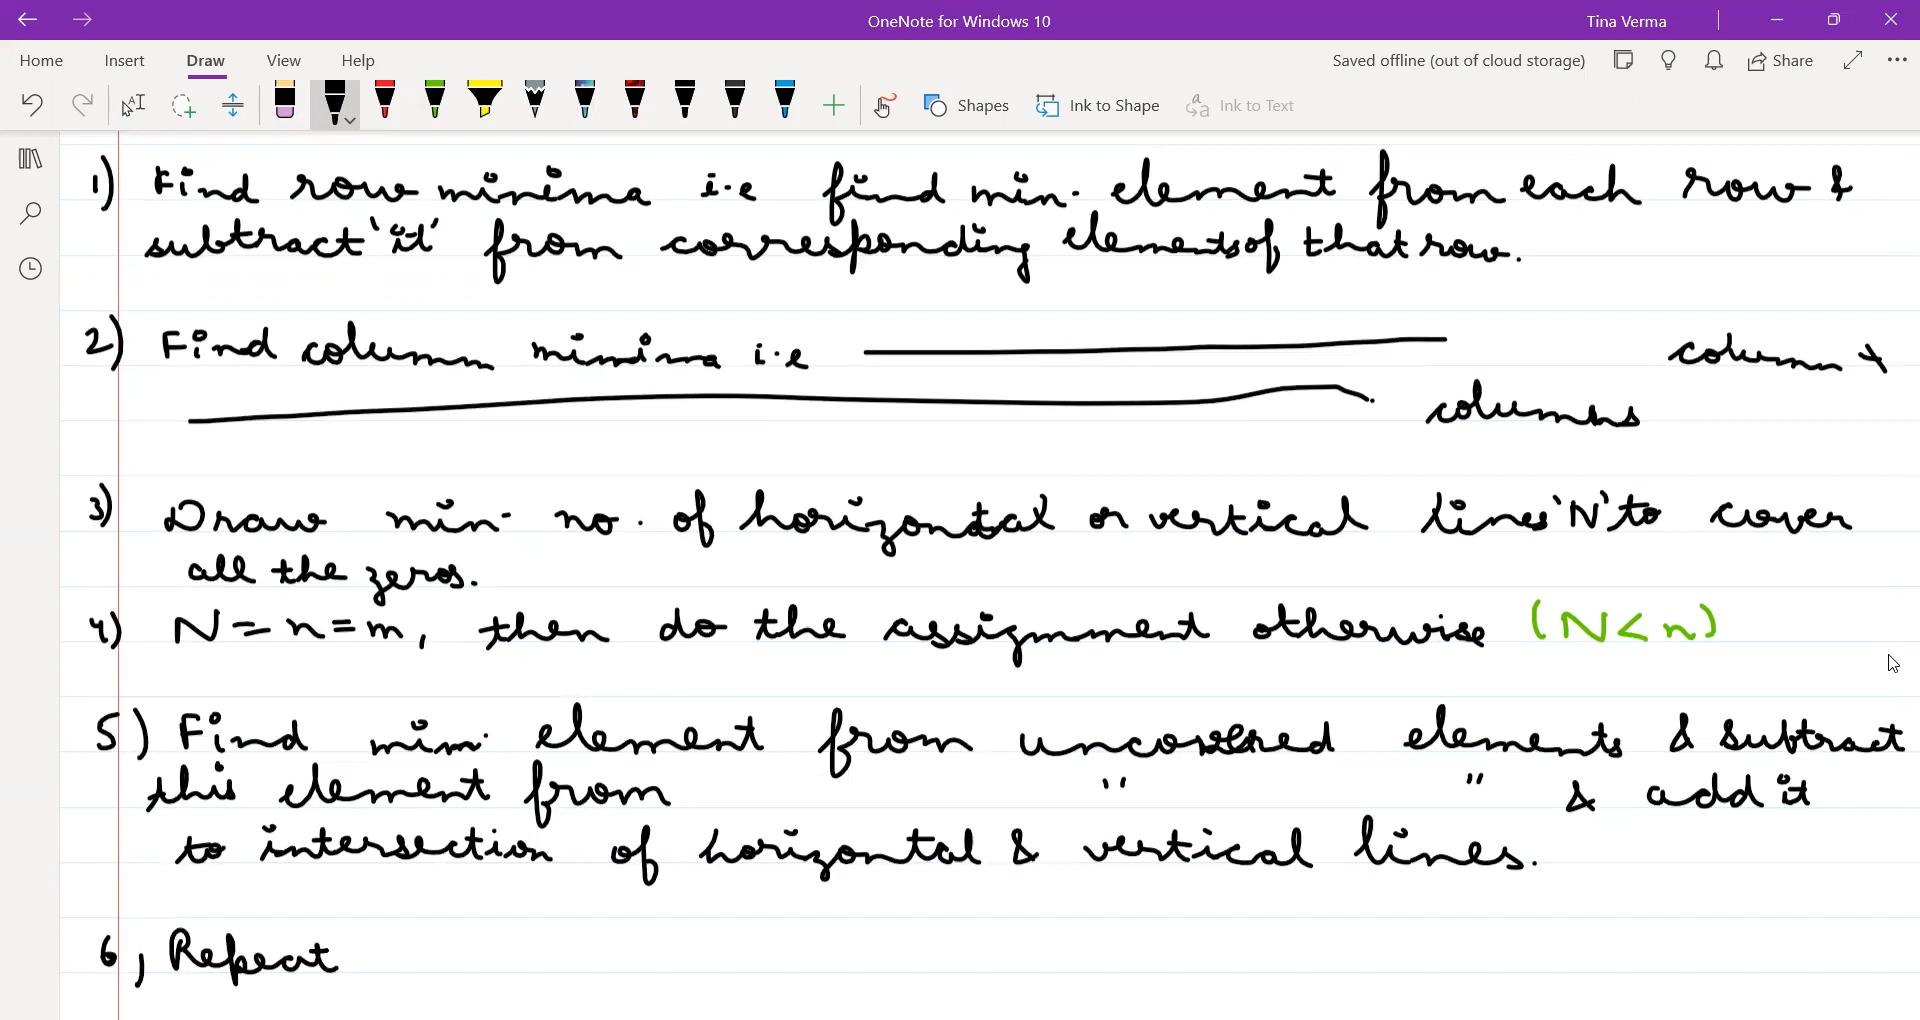 OneNote for Windows 10
Tina Verma
Home Insert Draw View Help
Saved offline (out of cloud storage)
Share
Shapes
Ink to Shape
Ink to Text
1) Find row minima i.e find min. element from each row &
subtract 'it' from corresponding elements of that row.
2) Find column minima i.e column &
columns
3) Draw min. no. of horizontal or vertical lines 'N' to cover
all the zeros.
4) N = n = m, then do the assignment otherwise (N < n)
5) Find min. element from uncovered elements & subtract
this element from " " & add it
to intersection of horizontal & vertical lines.
6, Repeat